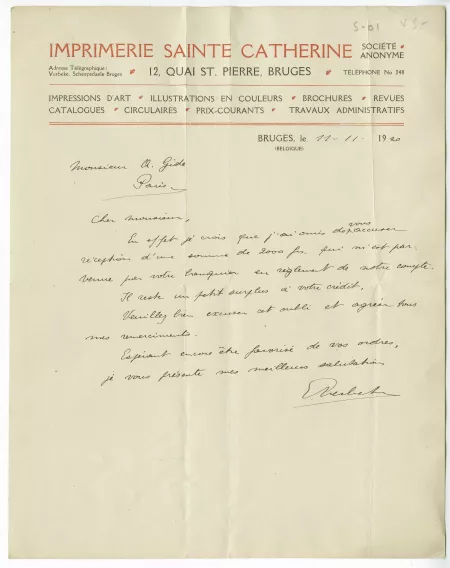 S-01
IMPRIMERIE SAINTE CATHERINE SOCIÉTÉ ANONYME
Adresse Télégraphique:
Verbeke, Scheepsdaele Bruges
12, QUAI ST. PIERRE, BRUGES
TÉLÉPHONE No 248
IMPRESSIONS D'ART ILLUSTRATIONS EN COULEURS BROCHURES REVUES
CATALOGUES CIRCULAIRES PRIX-COURANTS TRAVAUX ADMINISTRATIFS
BRUGES, le 11-11- 1920
(BELGIQUE)
Monsieur A. Gide
Paris
Cher monsieur,
En effet je crois que j'ai omis de vous accuser
réception d'une somme de 2000 fr qui m'est par-
venue par votre banquier en règlement de notre compte.
Il reste un petit surplus à votre crédit.
Veuillez bien excuser cet oubli et agréer tous
mes remerciments.
Espérant encore être favorisé de vos ordres,
je vous présente mes meilleures salutations